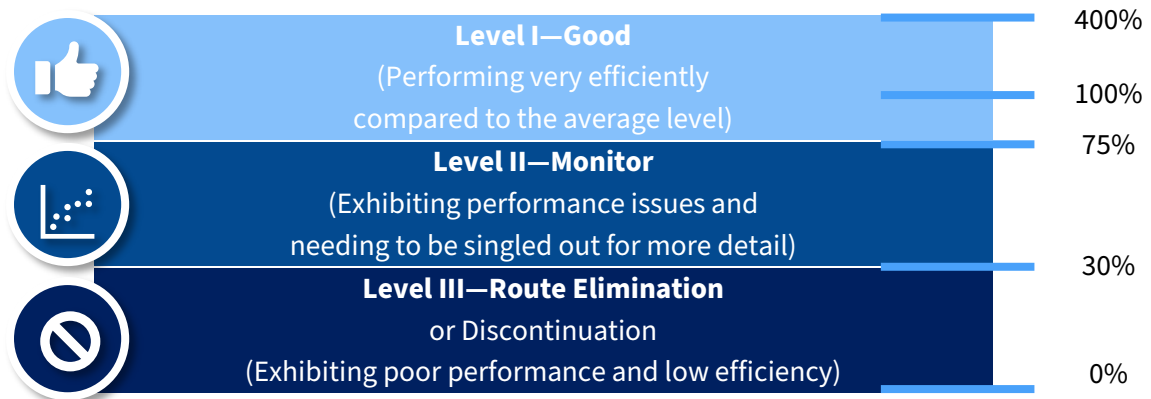 Level I—Good
400%
(Performing very efficiently
100%
compared to the average level)
75%
Level II—Monitor
(Exhibiting performance issues and
needing to be singled out for more detail)
30%
Level III—Route Elimination
or Discontinuation
(Exhibiting poor performance and low efficiency)
0%